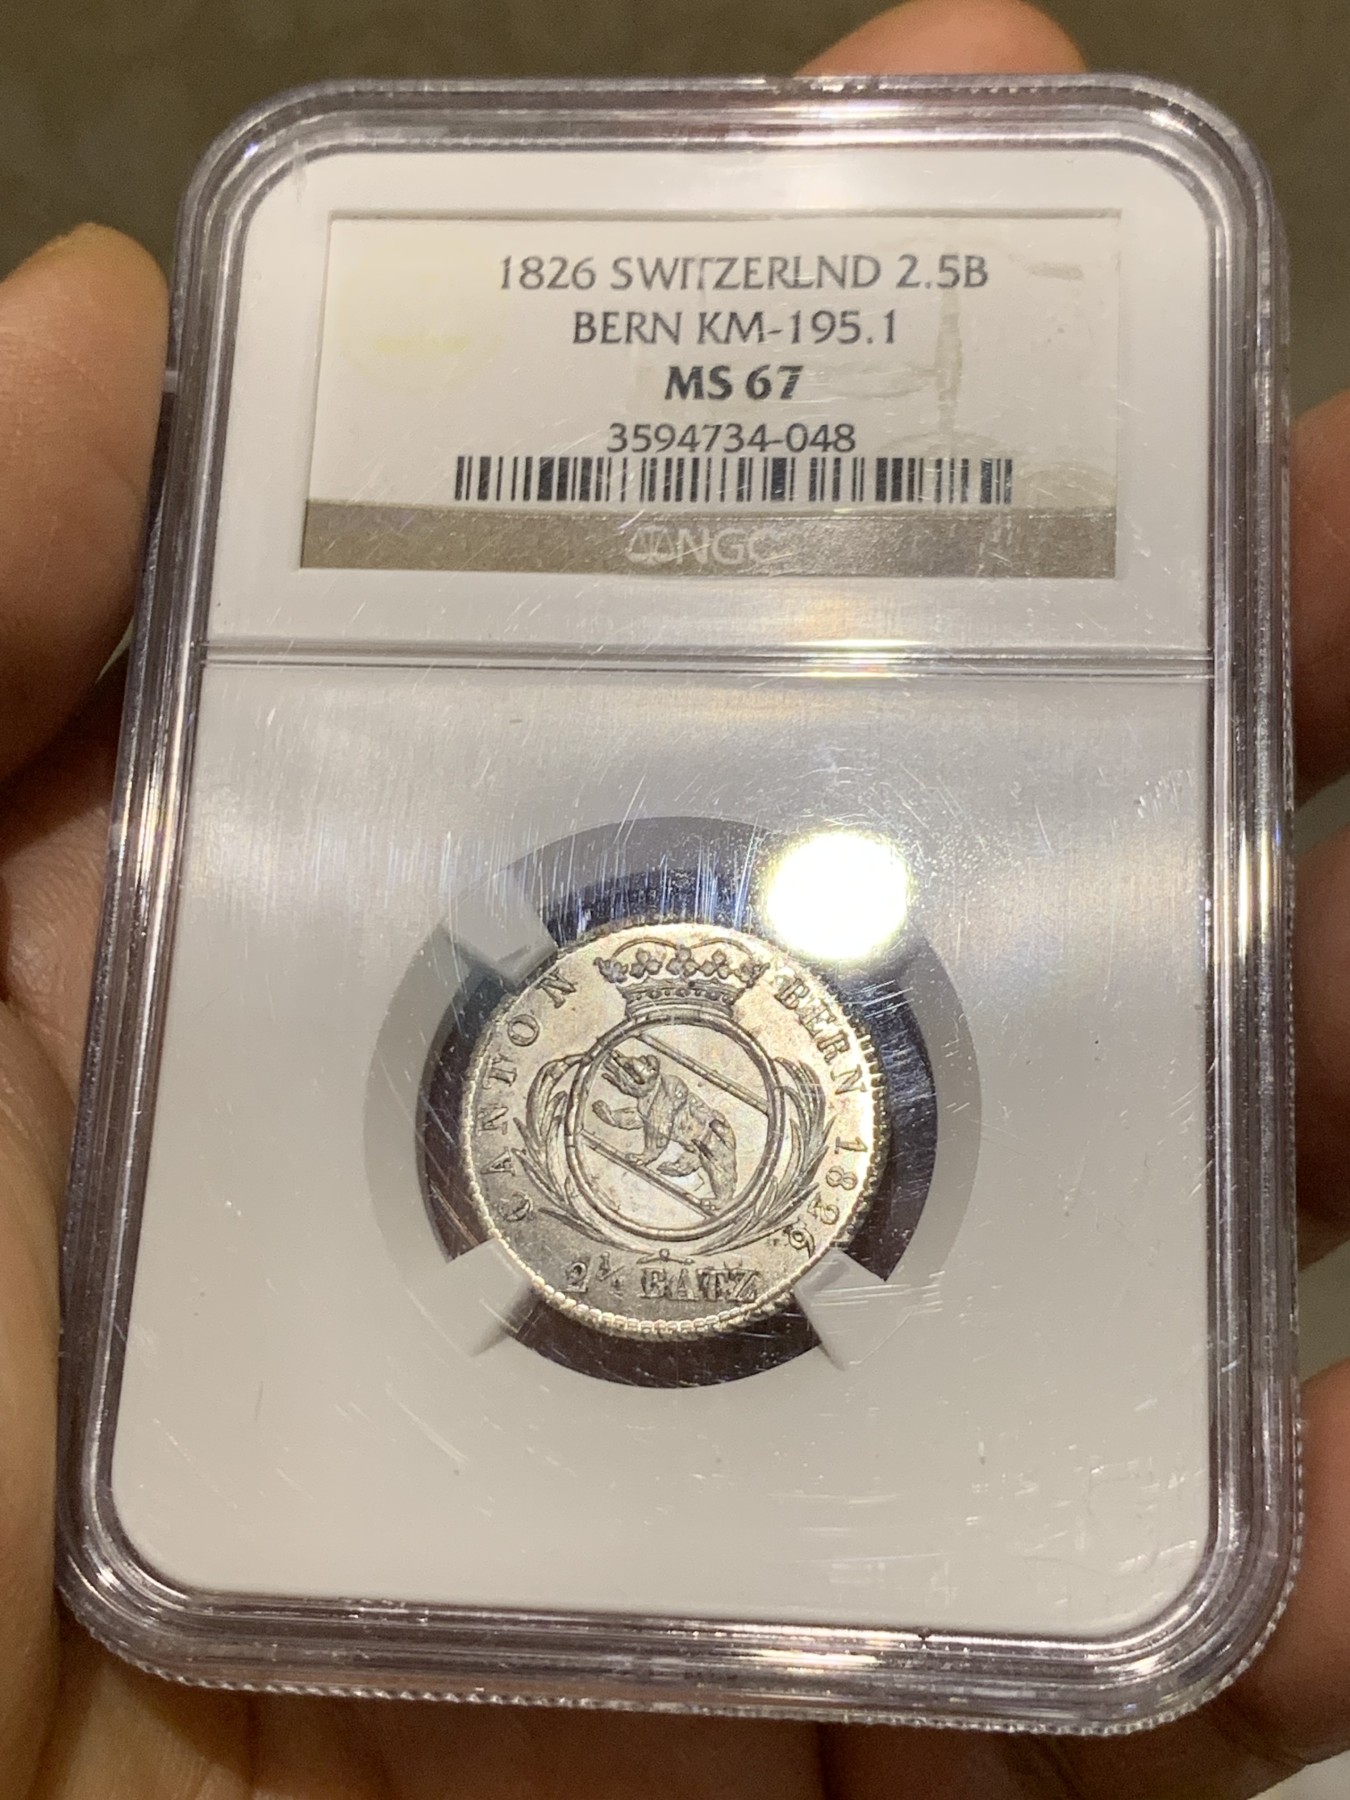 1826 SWITZERLND 2.5B
BERN KM-195.1
MS 67
3594734-048
NGC
CANTON BERN 1826
2½ BATZ